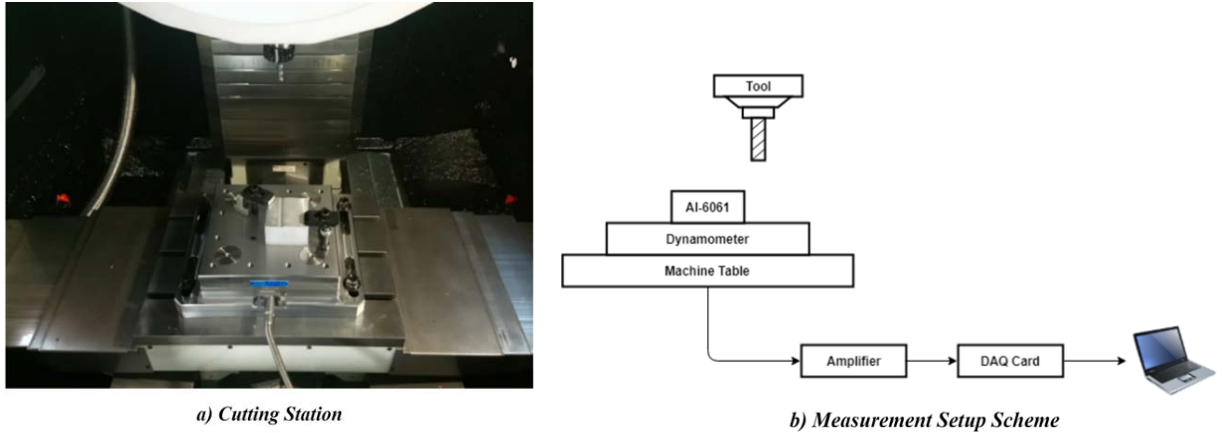 Tool
Al-6061
Dynamometer
Machine Table
Amplifier
DAQ Card
a) Cutting Station
b) Measurement Setup Scheme